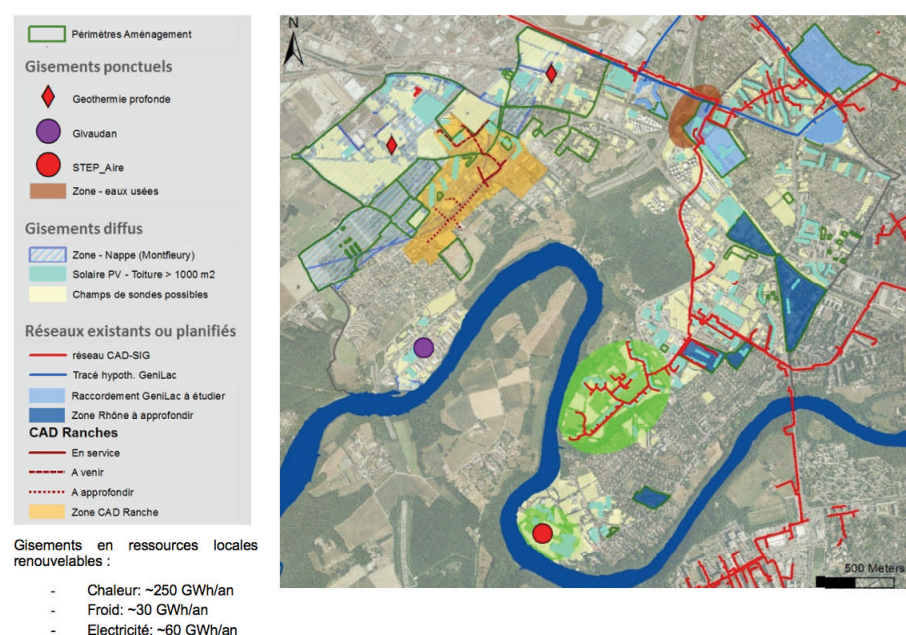 Périmètres Aménagement
Gisements ponctuels
Geothermie profonde
Givaudan
STEP_Aire
Zone - eaux usées
Gisements diffus
Zone - Nappe (Montfleury)
Solaire PV - Toiture > 1000 m2
Champs de sondes possibles
Réseaux existants ou planifiés
réseau CAD-SIG
Tracé hypoth. GeniLac
Raccordement GeniLac à étudier
Zone Rhône à approfondir
CAD Ranches
En service
A venir
A approfondir
Zone CAD Ranche
Gisements en ressources locales
renouvelables :
- Chaleur: ~250 GWh/an
- Froid: ~30 GWh/an
- Electricité: ~60 GWh/an
N
500 Meters